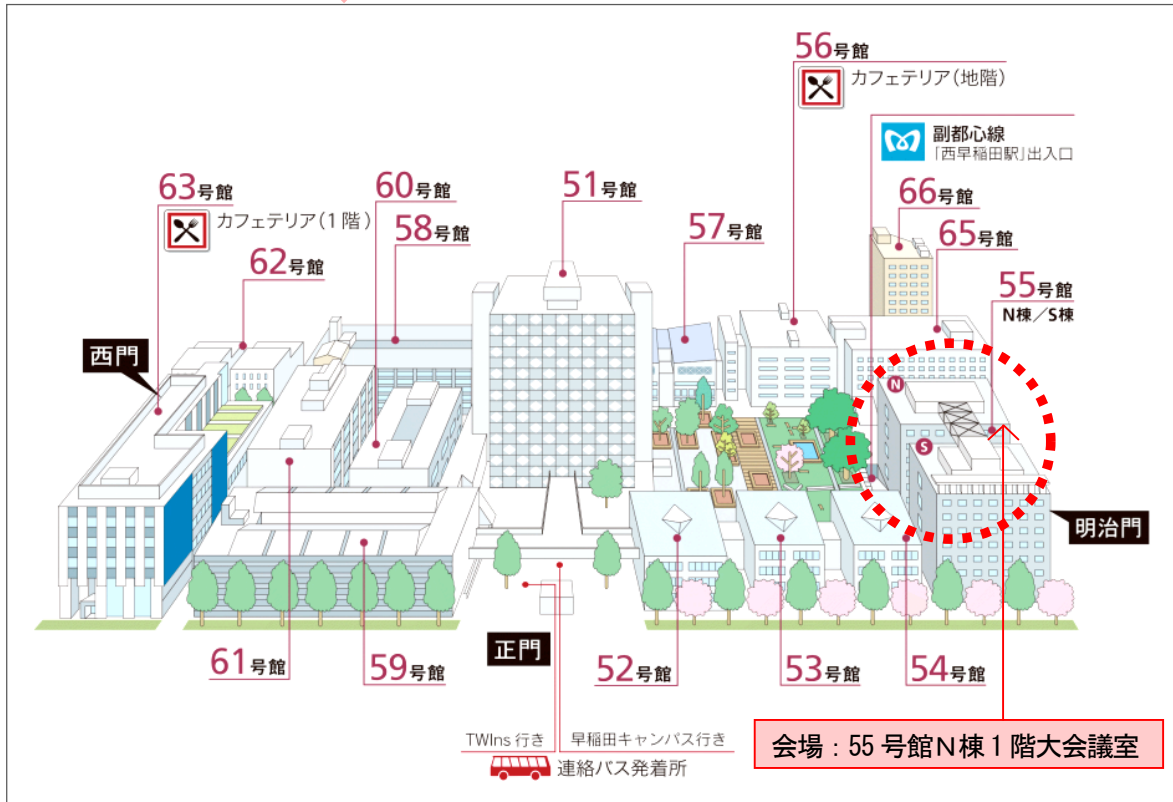 56号館
カフェテリア(地階)
副都心線
「西早稲田駅」出入口
63号館
カフェテリア(1階)
60号館
51号館
66号館
58号館
57号館
65号館
62号館
55号館
N棟/S棟
西門
N
S
明治門
正門
61号館
59号館
52号館
53号館
54号館
TWIns 行き
早稲田キャンパス行き
連絡バス発着所
会場：55 号館N棟1階大会議室